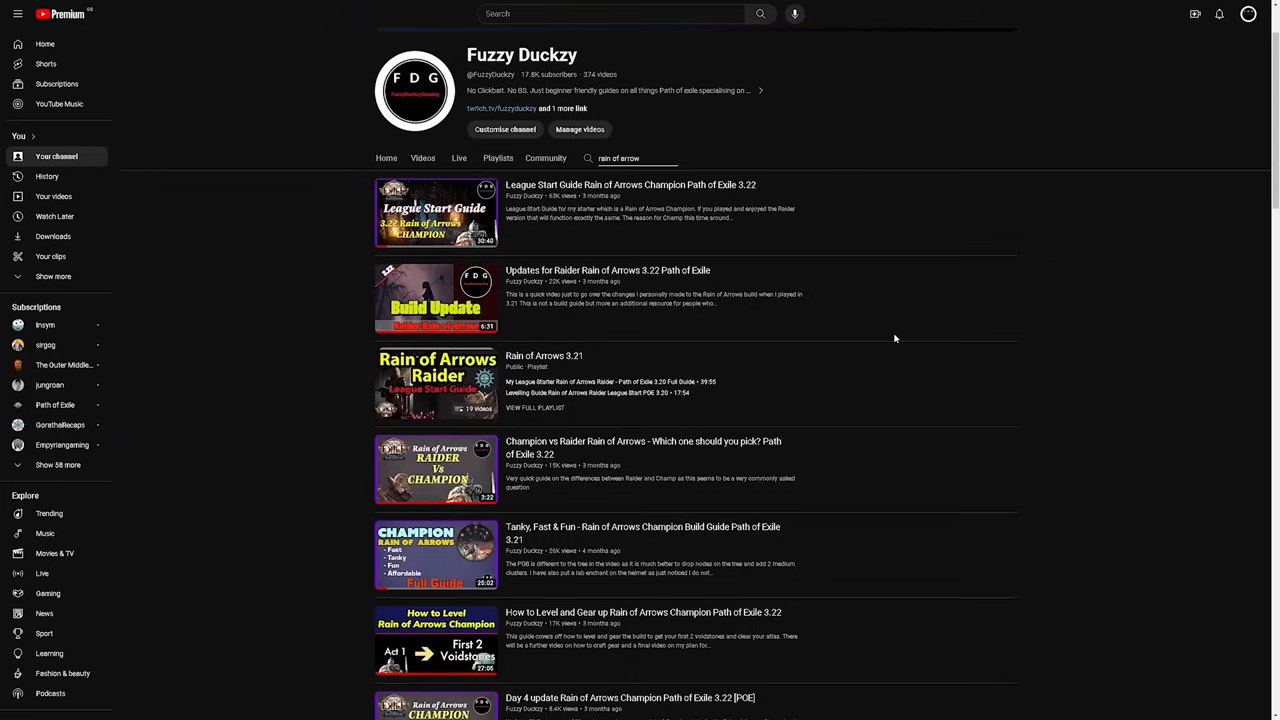 Premium GB
Search
Home
Shorts
Subscriptions
YouTube Music
You
Your channel
History
Your videos
Watch Later
Downloads
Your clips
Show more
Subscriptions
Insym
sirgog
The Outer Middle...
jungroan
Path of Exile
GorathaRecaps
Empyriangaming
Show 58 more
Explore
Trending
Music
Movies & TV
Live
Gaming
News
Sport
Learning
Fashion & beauty
Podcasts
F D G
FuzzyDuckzyGaming
Fuzzy Duckzy
@FuzzyDuckzy • 17.8K subscribers • 374 videos
No Clickbait. No BS. Just beginner friendly guides on all things Path of exile specialising on ...
twitch.tv/fuzzyduckzy and 1 more link
Customise channel
Manage videos
Home
Videos
Live
Playlists
Community
rain of arrow
League Start Guide
3.22 Rain of Arrows
CHAMPION
30:40
League Start Guide Rain of Arrows Champion Path of Exile 3.22
Fuzzy Duckzy • 63K views • 3 months ago
League Start Guide for my starter which is a Rain of Arrows Champion. If you played and enjoyed the Raider
version that will function exactly the same. The reason for Champ this time around...
3.22
F D G
Build Update
Raider Rain of Arrows
6:31
Updates for Raider Rain of Arrows 3.22 Path of Exile
Fuzzy Duckzy • 22K views • 3 months ago
This is a quick video just to go over the changes I personally made to the Rain of Arrows build when I played in
3.21 This is not a build guide but more an additional resource for people who...
Rain of Arrows
Raider
League Start Guide
19 videos
Rain of Arrows 3.21
Public • Playlist
My League Starter Rain of Arrows Raider - Path of Exile 3.20 Full Guide • 39:55
Levelling Guide Rain of Arrows Raider League Start POE 3.20 • 17:54
VIEW FULL PLAYLIST
Rain of Arrows
RAIDER
Vs
CHAMPION
3:22
Champion vs Raider Rain of Arrows - Which one should you pick? Path
of Exile 3.22
Fuzzy Duckzy • 15K views • 3 months ago
Very quick guide on the differences between Raider and Champ as this seems to be a very commonly asked
question
CHAMPION
RAIN OF ARROWS
- Fast
- Tanky
- Fun
- Affordable
Full Guide
25:02
Tanky, Fast & Fun - Rain of Arrows Champion Build Guide Path of Exile
3.21
Fuzzy Duckzy • 26K views • 4 months ago
The POB is different to the tree in the video as it is much better to drop nodes on the tree and add 2 medium
clusters. I have also put a lab enchant on the helmet as just noticed I do not...
How to Level
Rain of Arrows Champion
Act 1
First 2
Voidstones
27:05
How to Level and Gear up Rain of Arrows Champion Path of Exile 3.22
Fuzzy Duckzy • 17K views • 3 months ago
This guide covers off how to level and gear the build to get your first 2 voidstones and clear your atlas. There
will be a further video on how to craft gear and a final video on my plan for...
Rain of Arrows
CHAMPION
Day 4 update Rain of Arrows Champion Path of Exile 3.22 [POE]
Fuzzy Duckzy • 8.4K views • 3 months ago